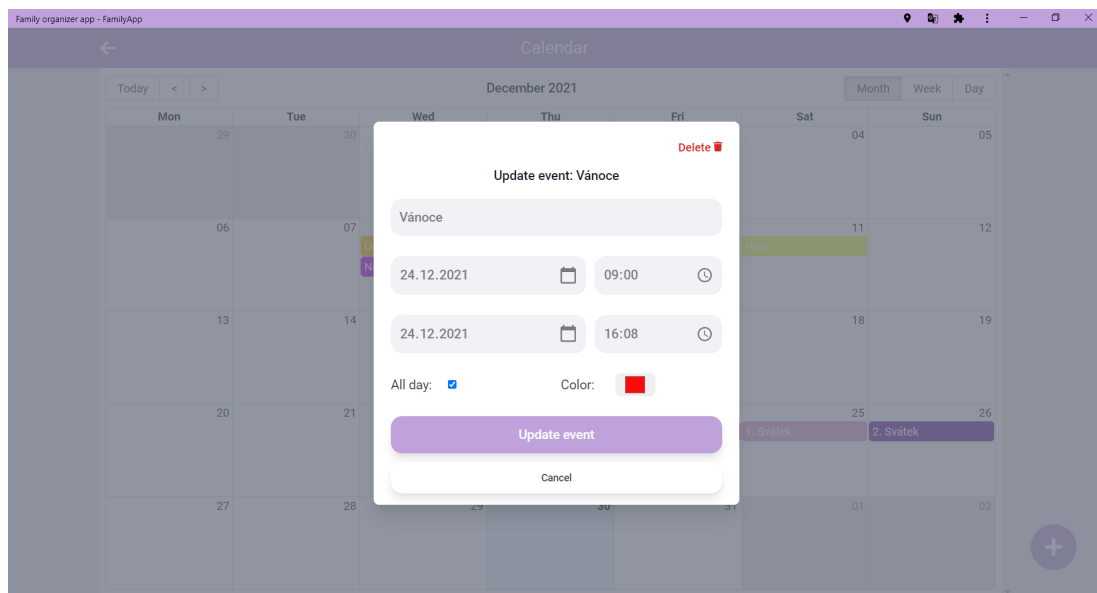 Family organizer app - FamilyApp
Calendar
Today < > December 2021 Month Week Day
Mon Tue Wed Thu Fri Sat Sun
29 30 04 05
Delete
Update event: Vánoce
Vánoce
06 07 11 12
24.12.2021 09:00
13 14 18 19
24.12.2021 16:08
All day: Color:
20 21 25 26
1. Svátek 2. Svátek
Update event
Cancel
27 28 29 30 31 01 02
+